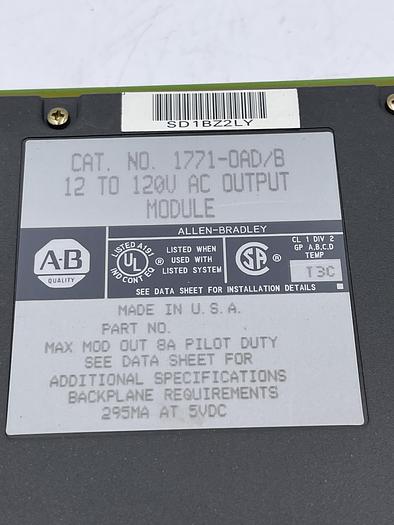 SD1BZ2LY
CAT. NO. 1771-OAD/B
12 TO 120V AC OUTPUT
MODULE
ALLEN-BRADLEY
A-B
QUALITY
LISTED A191
UL
IND CONT EQ
LISTED WHEN
USED WITH
LISTED SYSTEM
SA
CL 1 DIV 2
GP A,B,C,D
TEMP
T3C
SEE DATA SHEET FOR INSTALLATION DETAILS
MADE IN U.S.A.
PART NO.
MAX MOD OUT 8A PILOT DUTY
SEE DATA SHEET FOR
ADDITIONAL SPECIFICATIONS
BACKPLANE REQUIREMENTS
295MA AT 5VDC